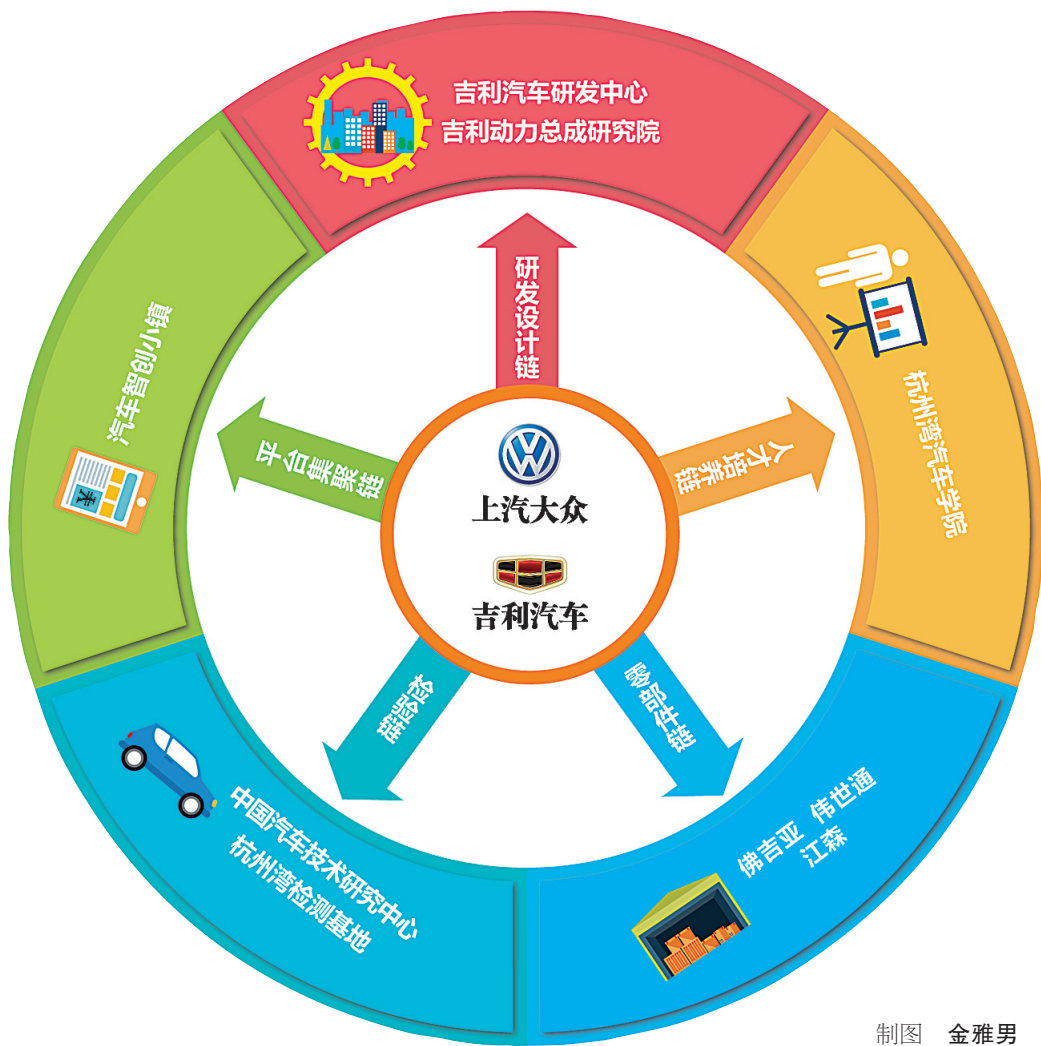 吉利汽车研发中心
吉利动力总成研究院
研发设计链
杭州湾汽车学院
人才培养链
佛吉亚 伟世通
江森
零部件链
中国汽车技术研究中心
杭州湾检测基地
检验链
汽车智创小镇
平台集聚链
上汽大众
吉利汽车
制图 金雅男